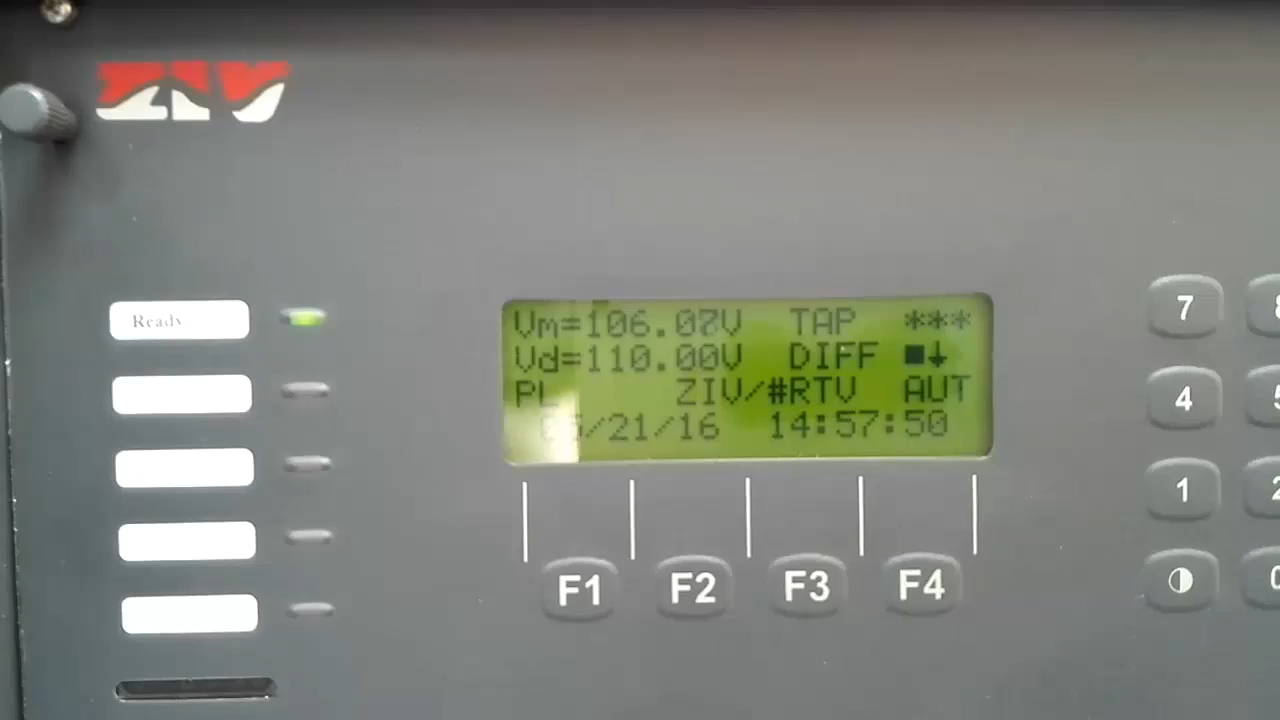 ZIV
Ready
Vm=106.07V TAP ***
Vd=110.00V DIFF ■↓
PL ZIV/#RTV AUT
/21/16 14:57:50
F1 F2 F3 F4
7
4
1